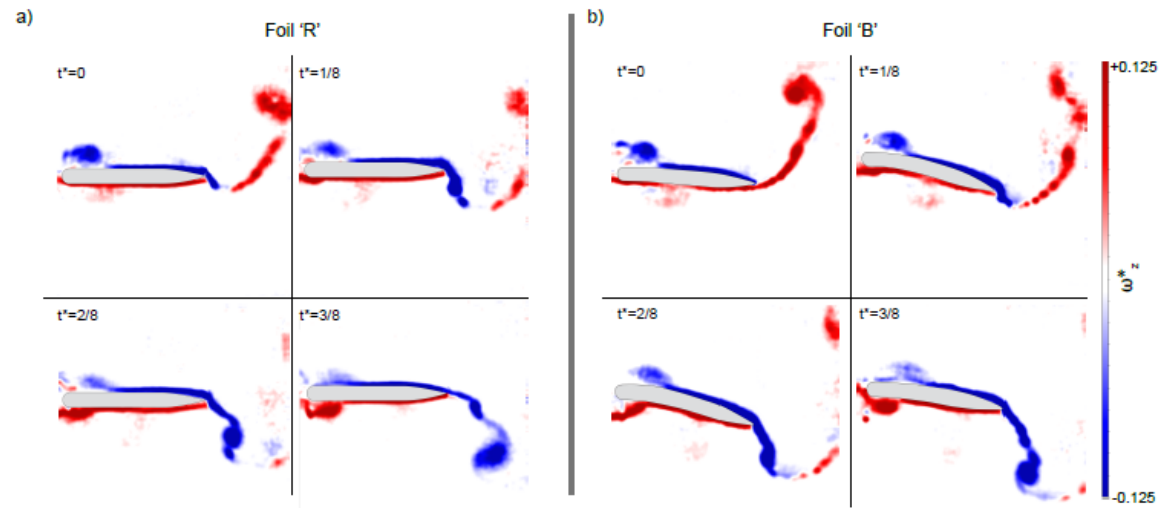 a)
Foil 'R'
t*=0
t*=1/8
t*=2/8
t*=3/8
b)
Foil 'B'
t*=0
t*=1/8
t*=2/8
t*=3/8
+0.125
ω*z
-0.125